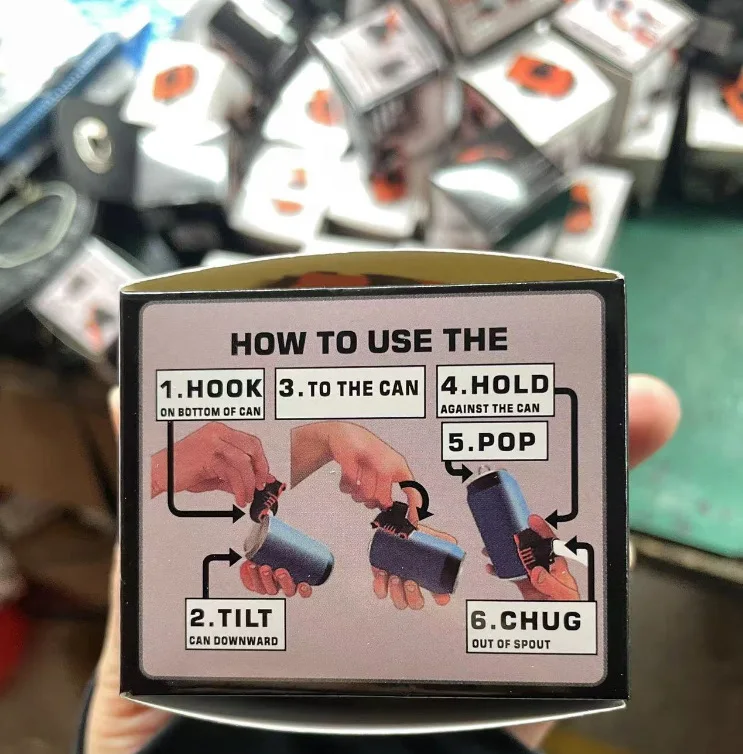 HOW TO USE THE
1.HOOK
ON BOTTOM OF CAN
3.TO THE CAN
4.HOLD
AGAINST THE CAN
5.POP
2.TILT
CAN DOWNWARD
6.CHUG
OUT OF SPOUT